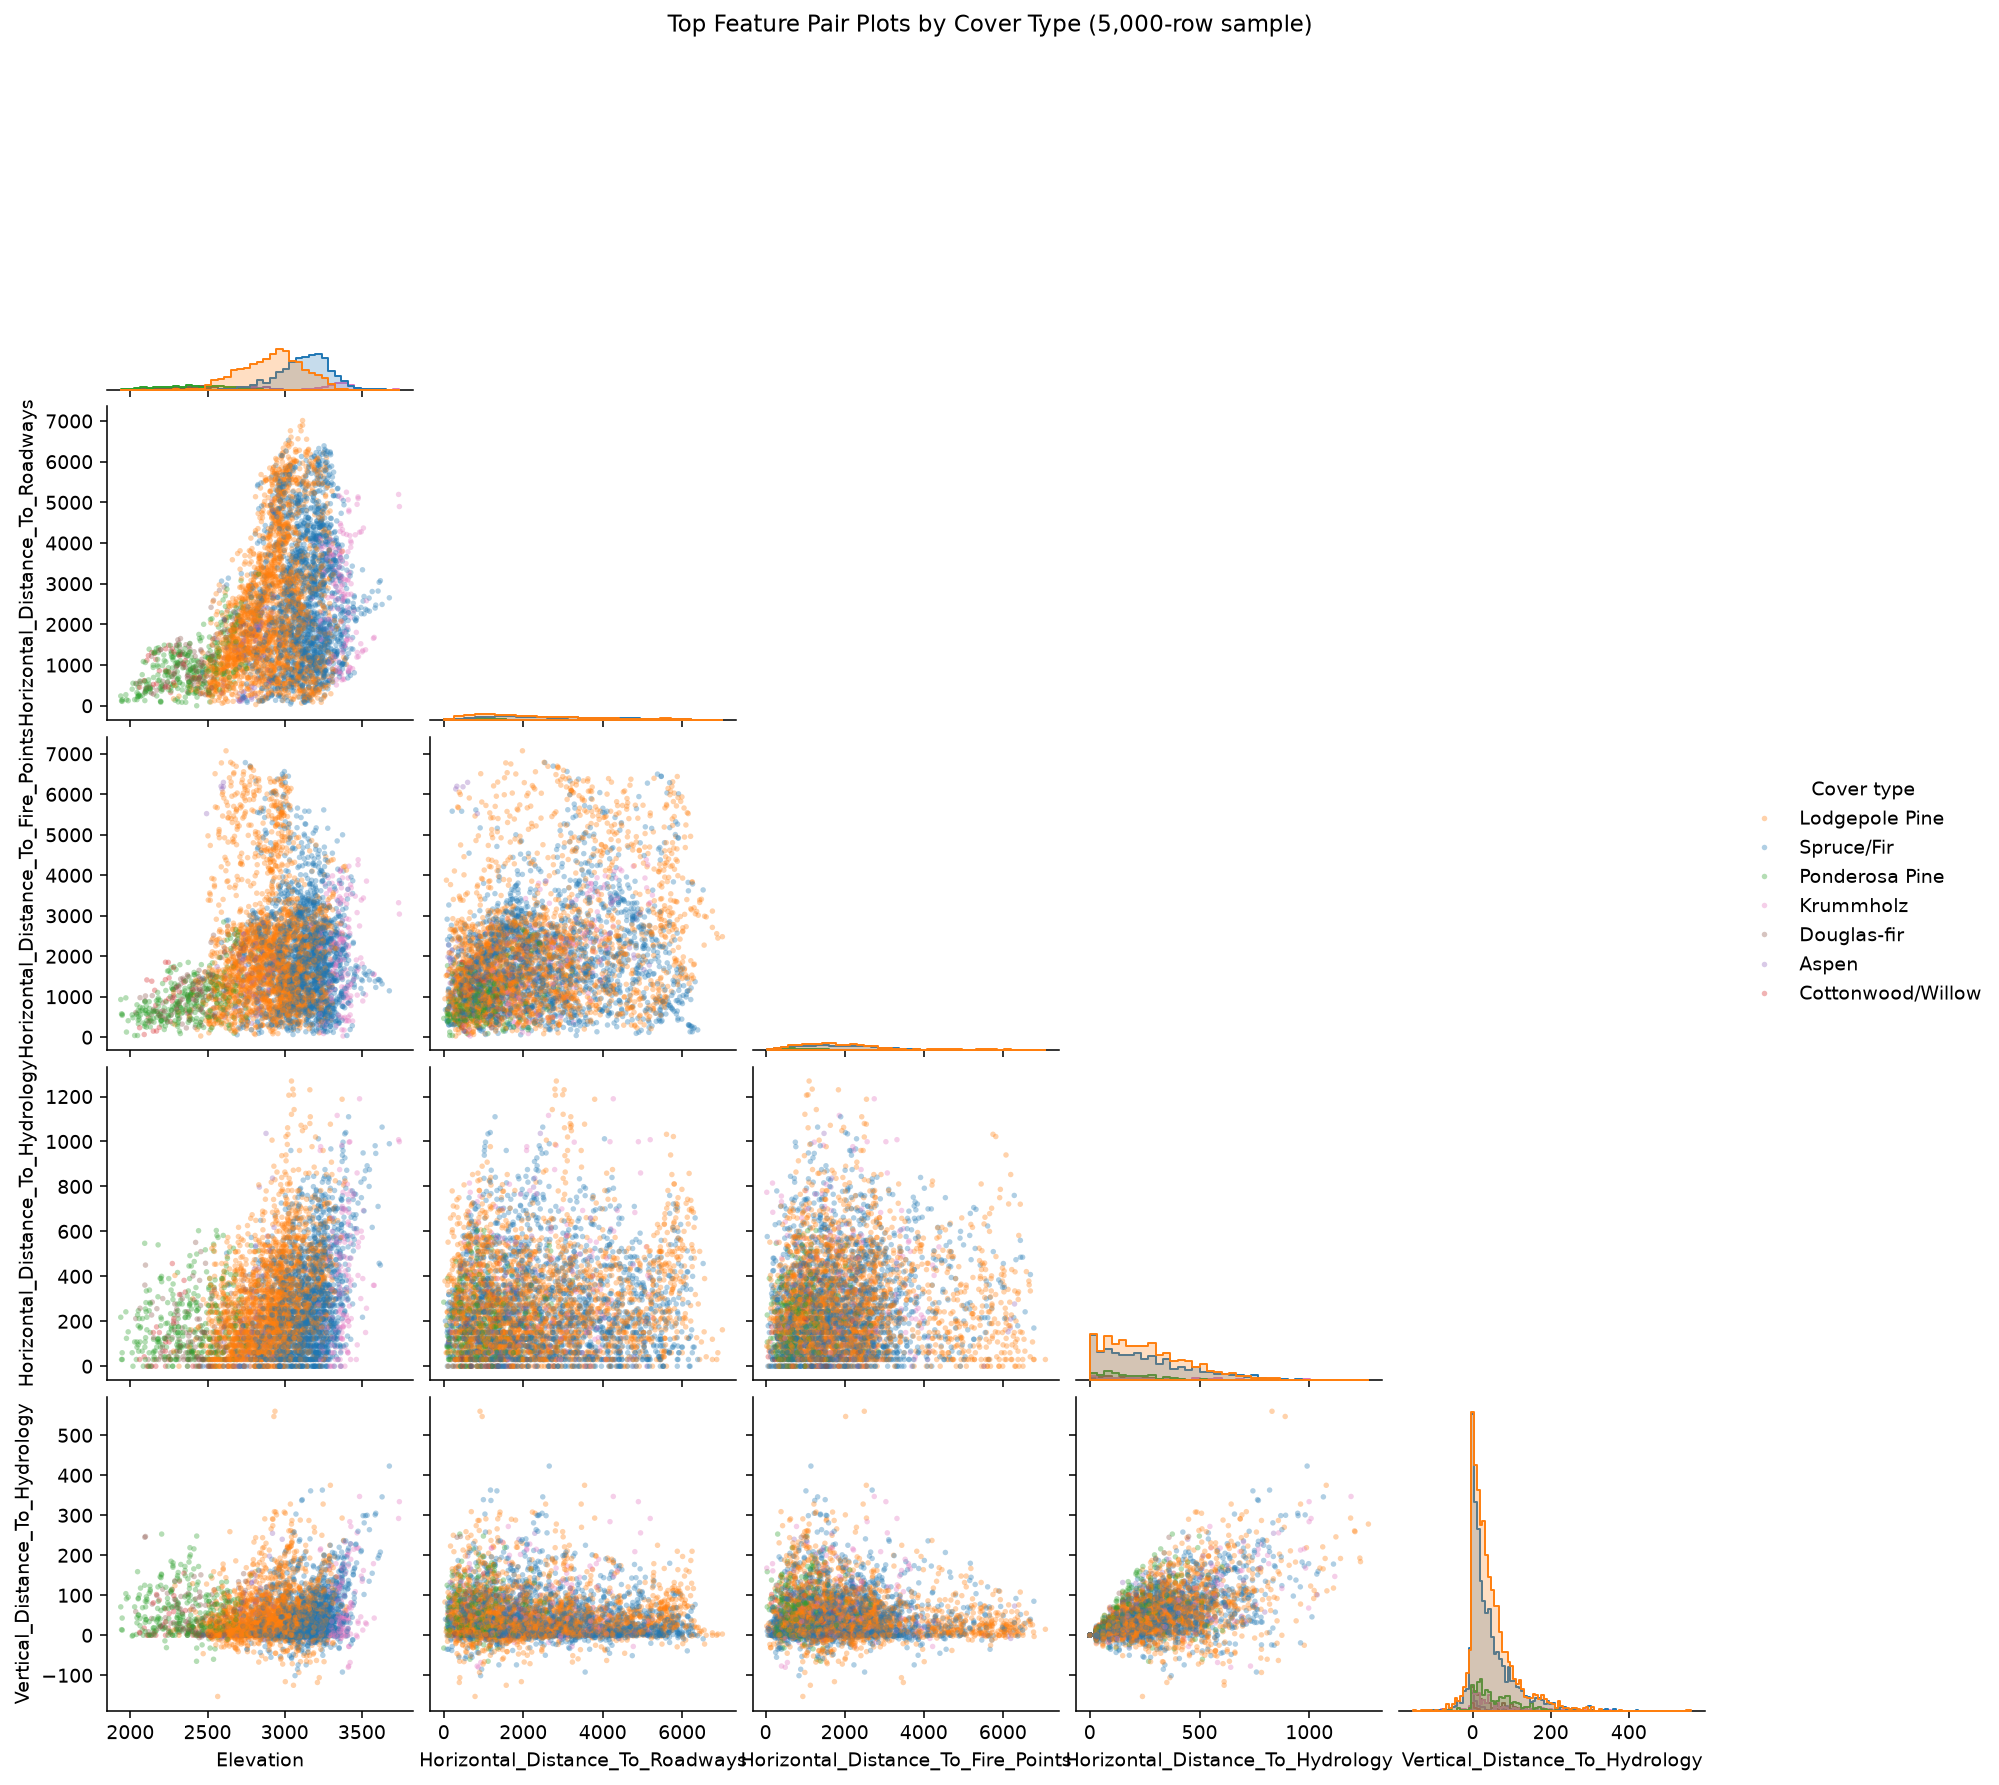 Top Feature Pair Plots by Cover Type (5,000-row sample)
Horizontal_Distance_To_Roadways
7000
6000
5000
4000
3000
2000
1000
0
Horizontal_Distance_To_Fire_Points
7000
6000
5000
4000
3000
2000
1000
0
Cover type
Lodgepole Pine
Spruce/Fir
Ponderosa Pine
Krummholz
Douglas-fir
Aspen
Cottonwood/Willow
Horizontal_Distance_To_Hydrology
1200
1000
800
600
400
200
0
Vertical_Distance_To_Hydrology
500
400
300
200
100
0
−100
2000 2500 3000 3500
0 2000 4000 6000
0 2000 4000 6000
0 500 1000
0 200 400
Elevation
Horizontal_Distance_To_Roadways
Horizontal_Distance_To_Fire_Points
Horizontal_Distance_To_Hydrology
Vertical_Distance_To_Hydrology